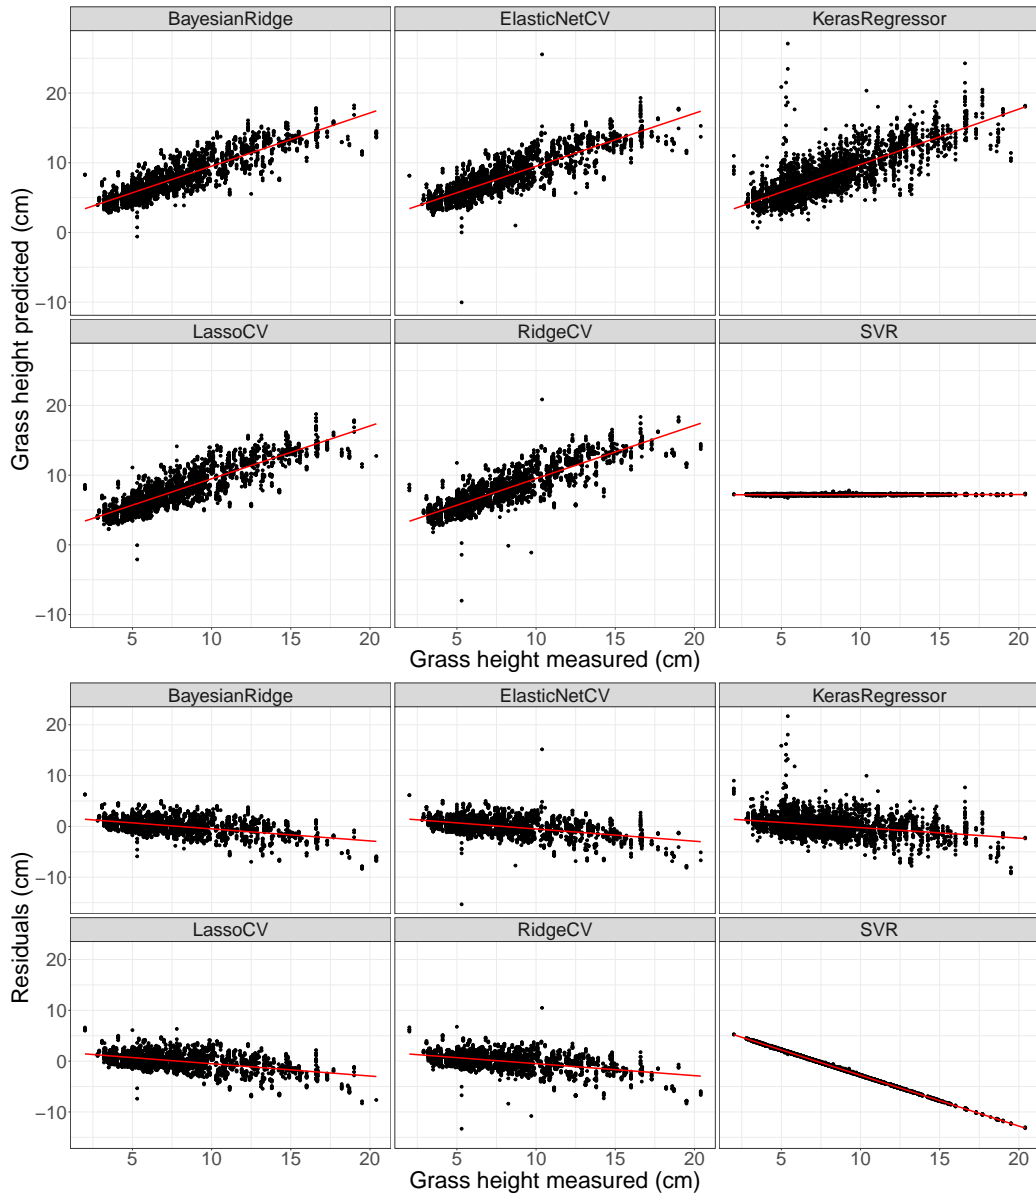 BayesianRidge ElasticNetCV KerasRegressor
20
10
0
−10
LassoCV RidgeCV SVR
20
10
0
−10
5 10 15 20 5 10 15 20 5 10 15 20
Grass height measured (cm)
Grass height predicted (cm)
BayesianRidge ElasticNetCV KerasRegressor
20
10
0
−10
LassoCV RidgeCV SVR
20
10
0
−10
5 10 15 20 5 10 15 20 5 10 15 20
Grass height measured (cm)
Residuals (cm)